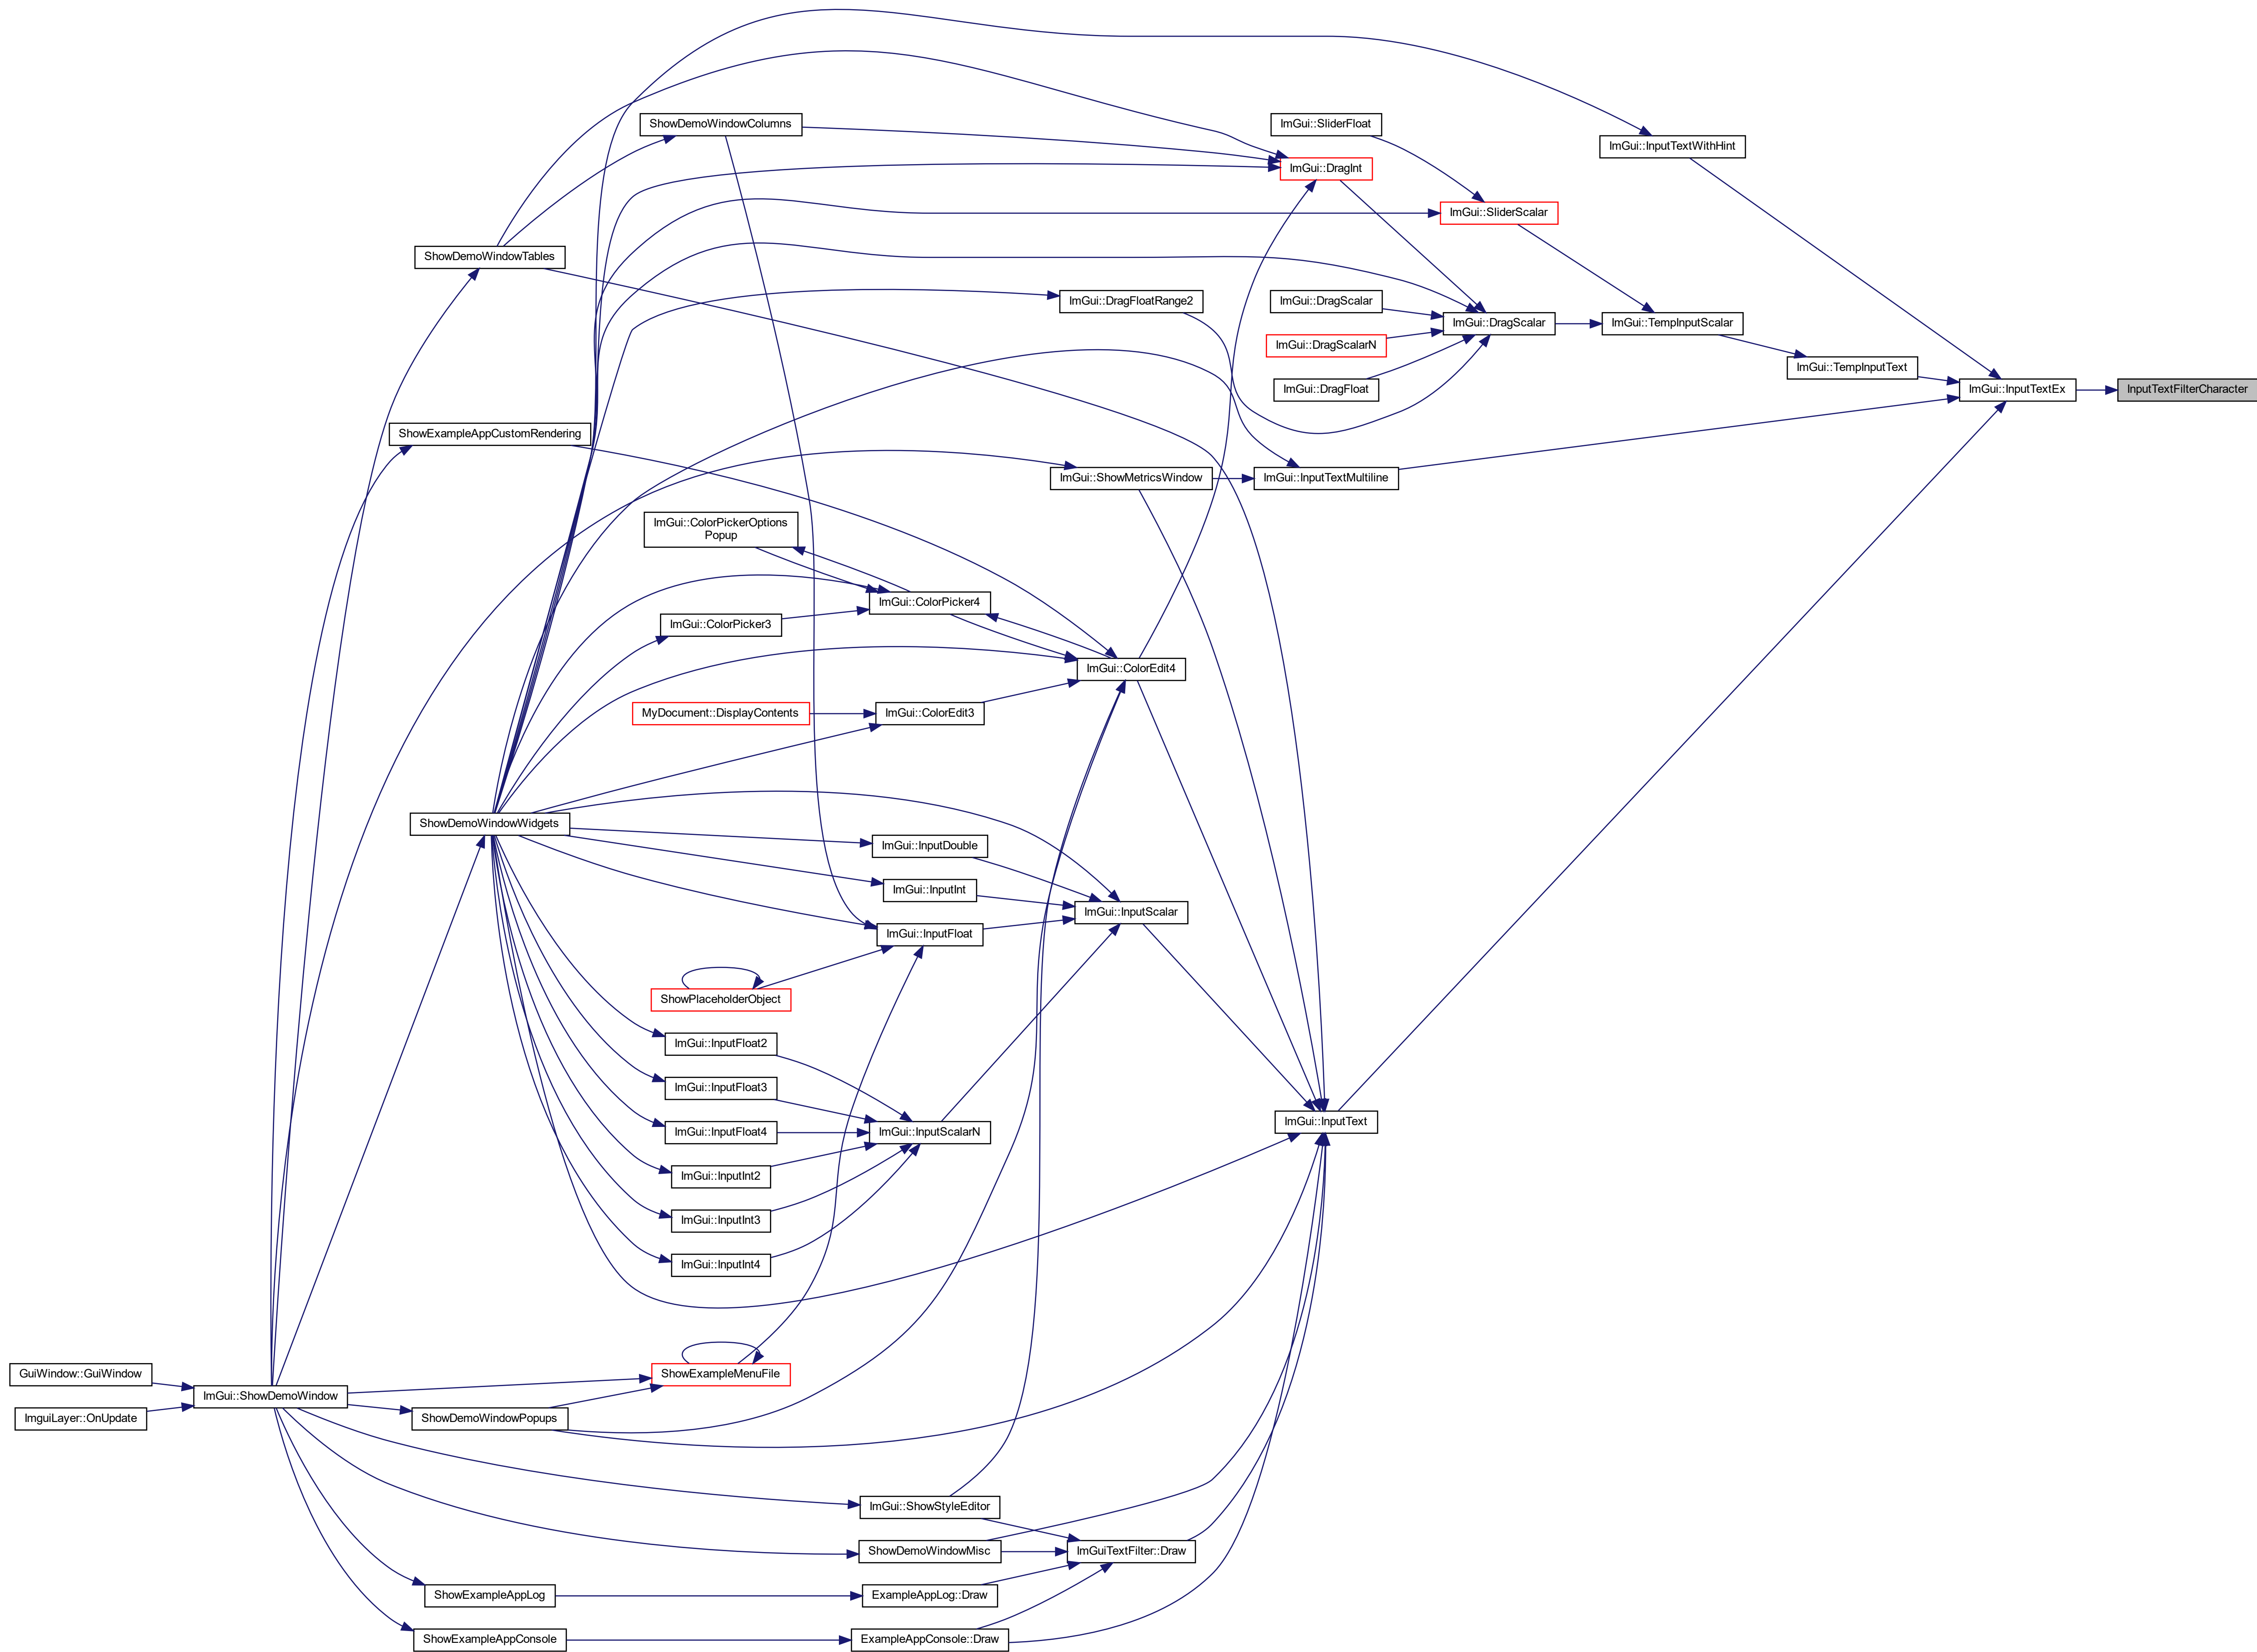 ShowDemoWindowColumns
ImGui::SliderFloat
ImGui::InputTextWithHint
ImGui::DragInt
ImGui::SliderScalar
ShowDemoWindowTables
ImGui::DragFloatRange2
ImGui::DragScalar
ImGui::DragScalar
ImGui::TempInputScalar
ImGui::DragScalarN
ImGui::TempInputText
ImGui::DragFloat
ImGui::InputTextEx
InputTextFilterCharacter
ShowExampleAppCustomRendering
ImGui::ShowMetricsWindow
ImGui::InputTextMultiline
ImGui::ColorPickerOptions
Popup
ImGui::ColorPicker4
ImGui::ColorPicker3
ImGui::ColorEdit4
MyDocument::DisplayContents
ImGui::ColorEdit3
ShowDemoWindowWidgets
ImGui::InputDouble
ImGui::InputInt
ImGui::InputScalar
ImGui::InputFloat
ShowPlaceholderObject
ImGui::InputFloat2
ImGui::InputFloat3
ImGui::InputFloat4
ImGui::InputScalarN
ImGui::InputText
ImGui::InputInt2
ImGui::InputInt3
ImGui::InputInt4
GuiWindow::GuiWindow
ShowExampleMenuFile
ImGui::ShowDemoWindow
ImguiLayer::OnUpdate
ShowDemoWindowPopups
ImGui::ShowStyleEditor
ShowDemoWindowMisc
ImGuiTextFilter::Draw
ShowExampleAppLog
ExampleAppLog::Draw
ShowExampleAppConsole
ExampleAppConsole::Draw